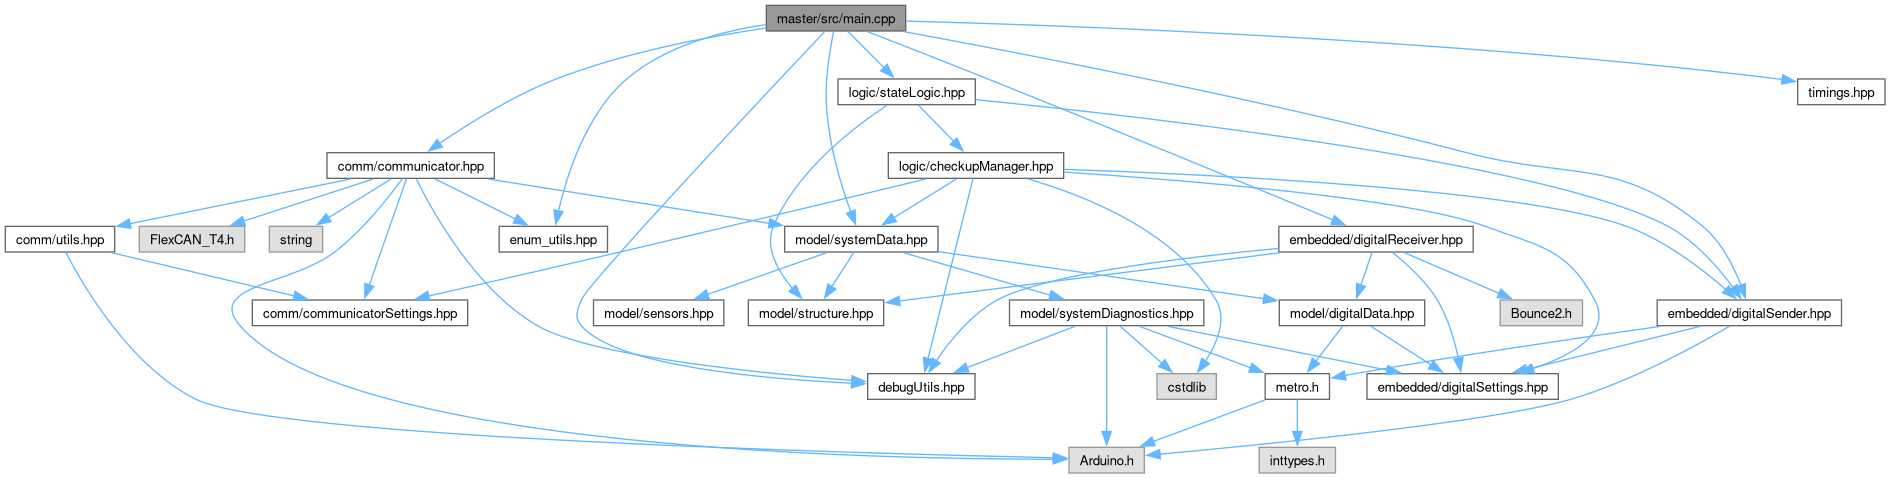 master/src/main.cpp
logic/stateLogic.hpp
timings.hpp
comm/communicator.hpp
logic/checkupManager.hpp
comm/utils.hpp
FlexCAN_T4.h
string
enum_utils.hpp
model/systemData.hpp
embedded/digitalReceiver.hpp
comm/communicatorSettings.hpp
model/sensors.hpp
model/structure.hpp
model/systemDiagnostics.hpp
model/digitalData.hpp
Bounce2.h
embedded/digitalSender.hpp
debugUtils.hpp
cstdlib
metro.h
embedded/digitalSettings.hpp
Arduino.h
inttypes.h